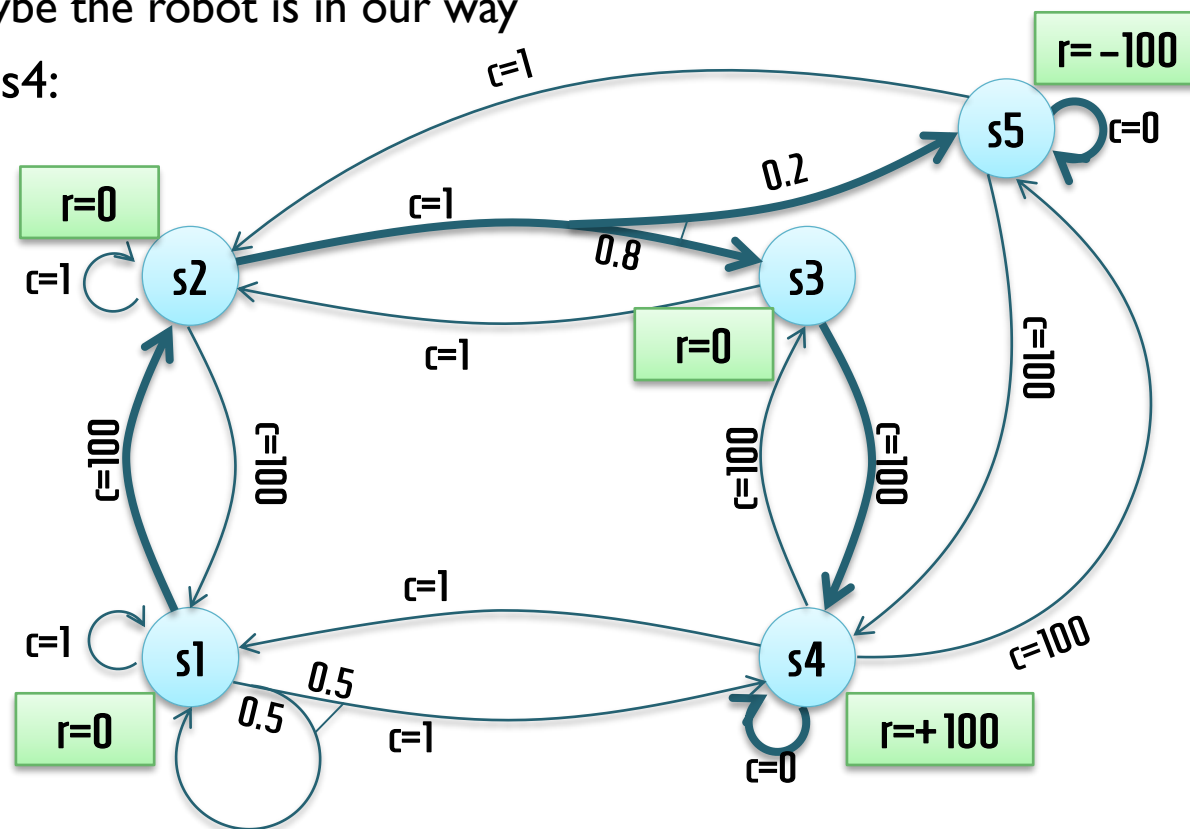 ybe the robot is in our way
s4:
r= –100
c=1
s5
c=0
r=0
0.2
c=1
0.8
s2
c=1
s3
r=0
c=1
c=100
c=100
c=100
c=100
c=100
c=1
c=1
s1
0.5
0.5
s4
c=100
r=0
c=1
r=+100
c=0